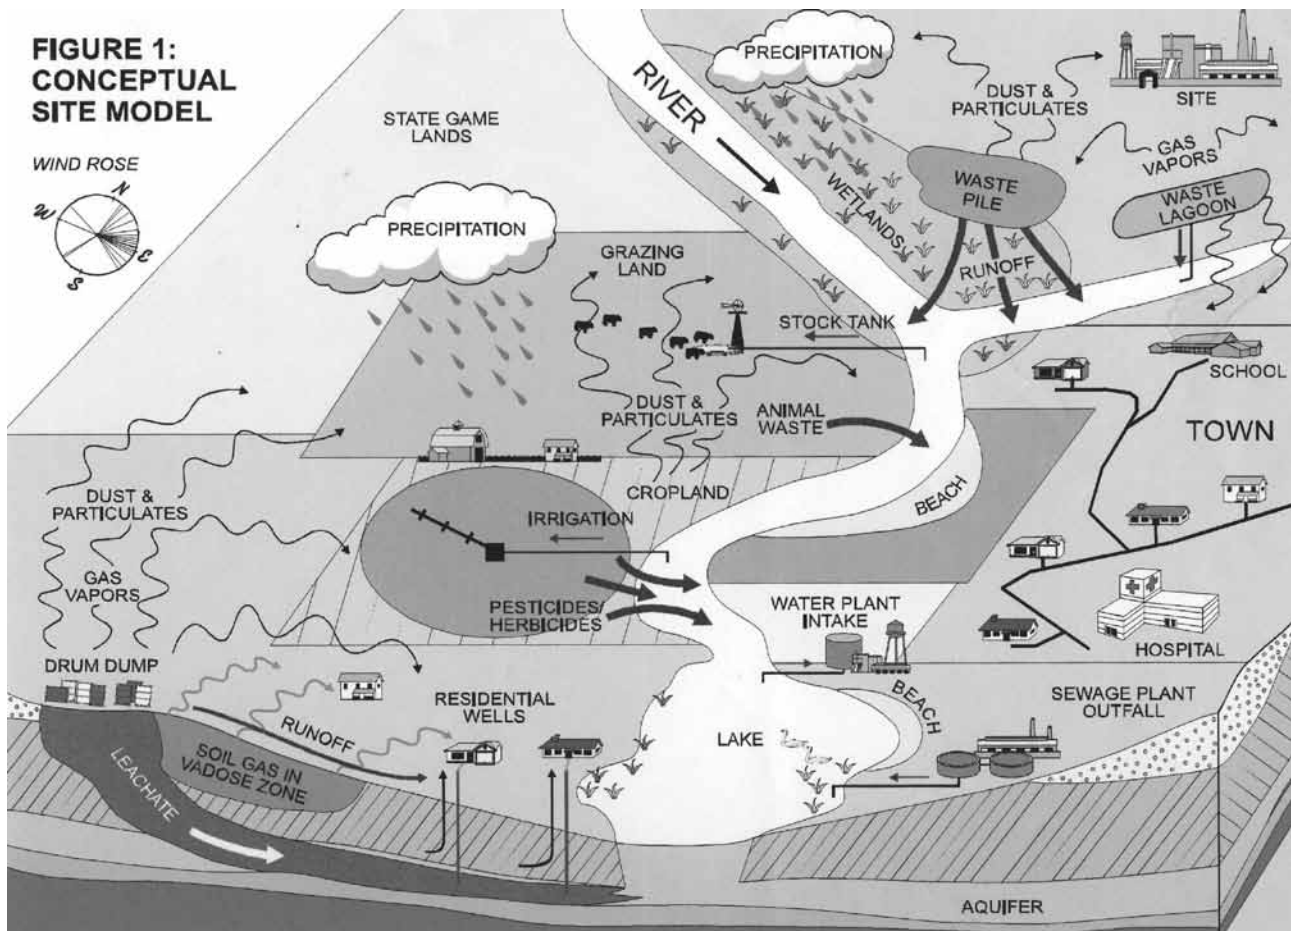 FIGURE 1:
CONCEPTUAL
SITE MODEL
WIND ROSE
N
W
C
S
STATE GAME
LANDS
PRECIPITATION
RIVER
PRECIPITATION
DUST &
PARTICULATES
SITE
GAS
VAPORS
WETLANDS
WASTE
PILE
WASTE
LAGOON
RUNOFF
GRAZING
LAND
STOCK TANK
SCHOOL
DUST &
PARTICULATES
ANIMAL
WASTE
TOWN
CROPLAND
BEACH
DUST &
PARTICULATES
IRRIGATION
GAS
VAPORS
PESTICIDES/
HERBICIDES
WATER PLANT
INTAKE
HOSPITAL
DRUM DUMP
RESIDENTIAL
WELLS
BEACH
SEWAGE PLANT
OUTFALL
RUNOFF
LAKE
SOIL GAS IN
VADOSE ZONE
LEACHATE
AQUIFER